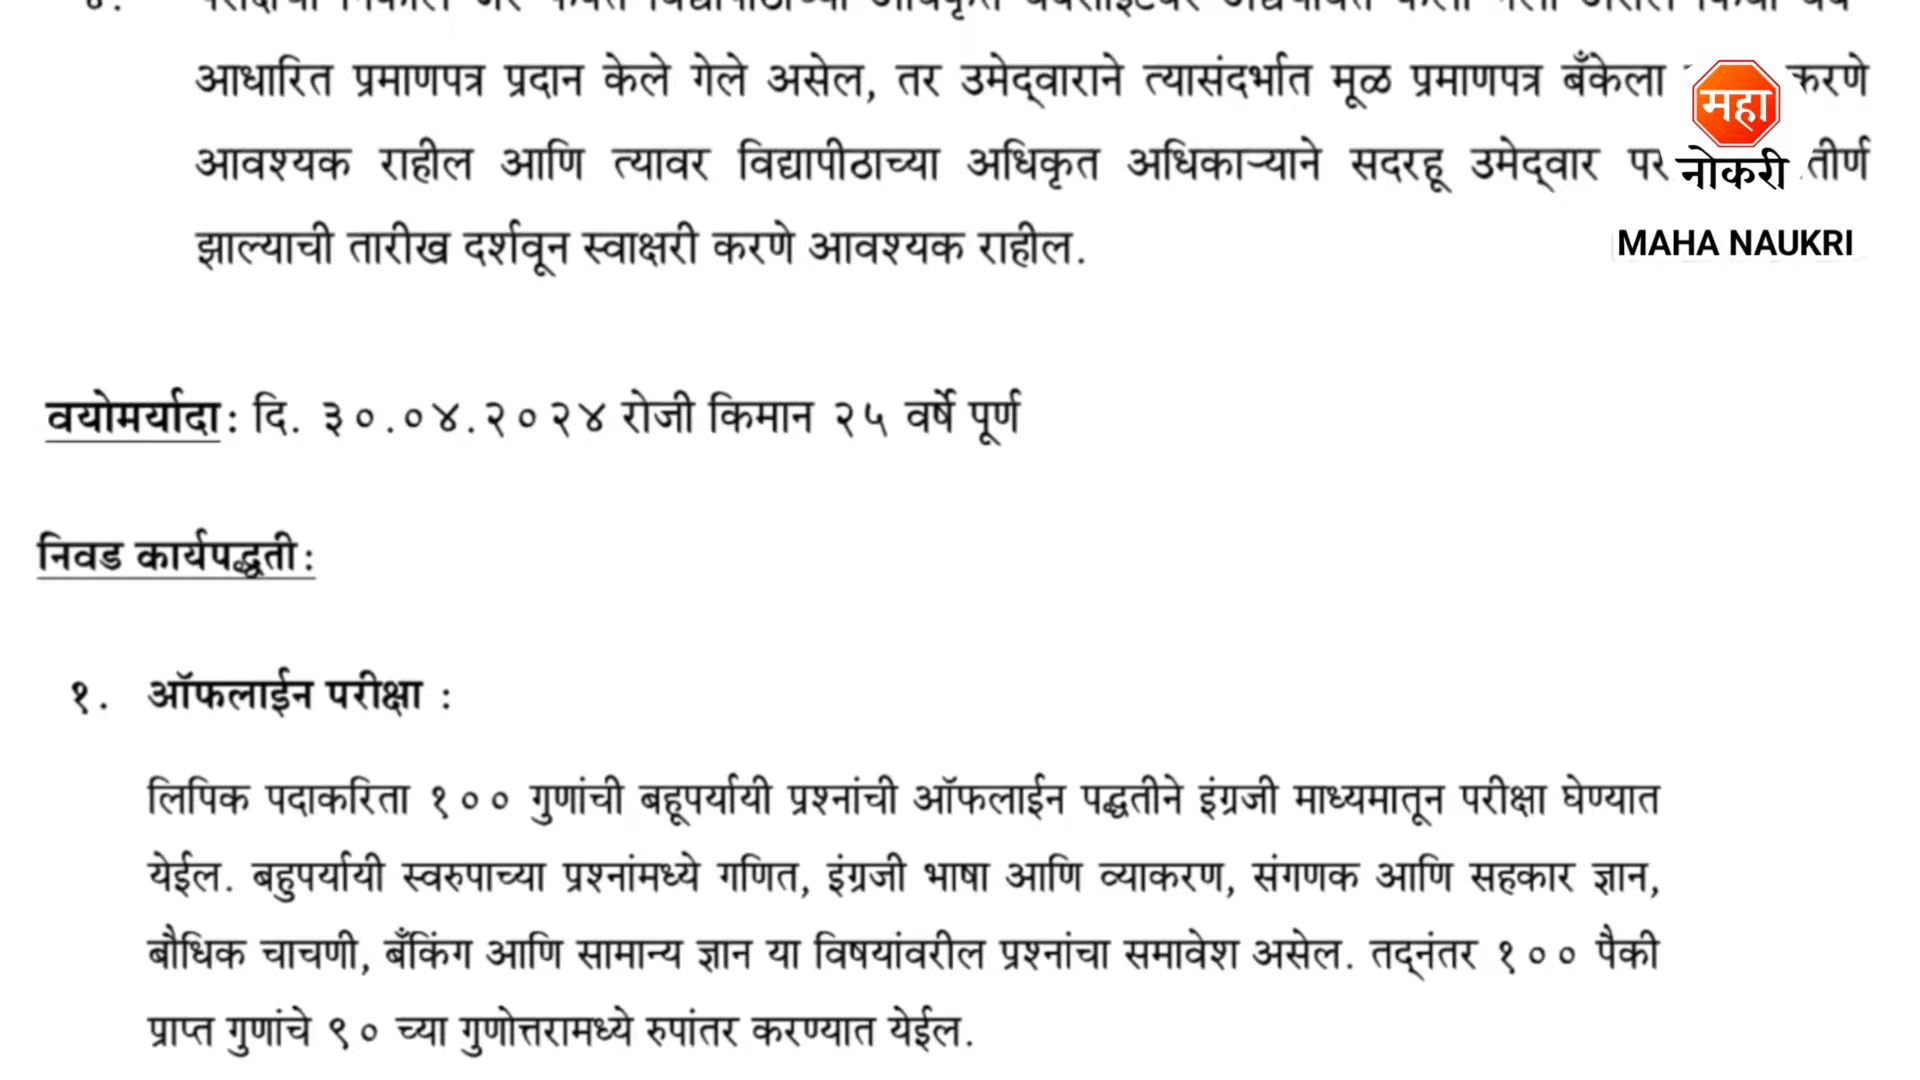 आधारित प्रमाणपत्र प्रदान केले गेले असेल, तर उमेद्वाराने त्यासंदर्भात मूळ प्रमाणपत्र बँकेला करणे
आवश्यक राहील आणि त्यावर विद्यापीठाच्या अधिकृत अधिकाऱ्याने सदरहू उमेद्वार
झाल्याची तारीख दर्शवून स्वाक्षरी करणे आवश्यक राहील.
महा
नोकरी
MAHA NAUKRI
वयोमर्यादा: दि. ३०.०४.२०२४ रोजी किमान २५ वर्षे पूर्ण
निवड कार्यपद्धती:
१. ऑफलाईन परीक्षा :
लिपिक पदाकरिता १०० गुणांची बहूपर्यायी प्रश्नांची ऑफलाईन पद्धतीने इंग्रजी माध्यमातून परीक्षा घेण्यात
येईल. बहुपर्यायी स्वरुपाच्या प्रश्नांमध्ये गणित, इंग्रजी भाषा आणि व्याकरण, संगणक आणि सहकार ज्ञान,
बौधिक चाचणी, बँकिंग आणि सामान्य ज्ञान या विषयांवरील प्रश्नांचा समावेश असेल. तद्नंतर १०० पैकी
प्राप्त गुणांचे ९० च्या गुणोत्तरामध्ये रुपांतर करण्यात येईल.